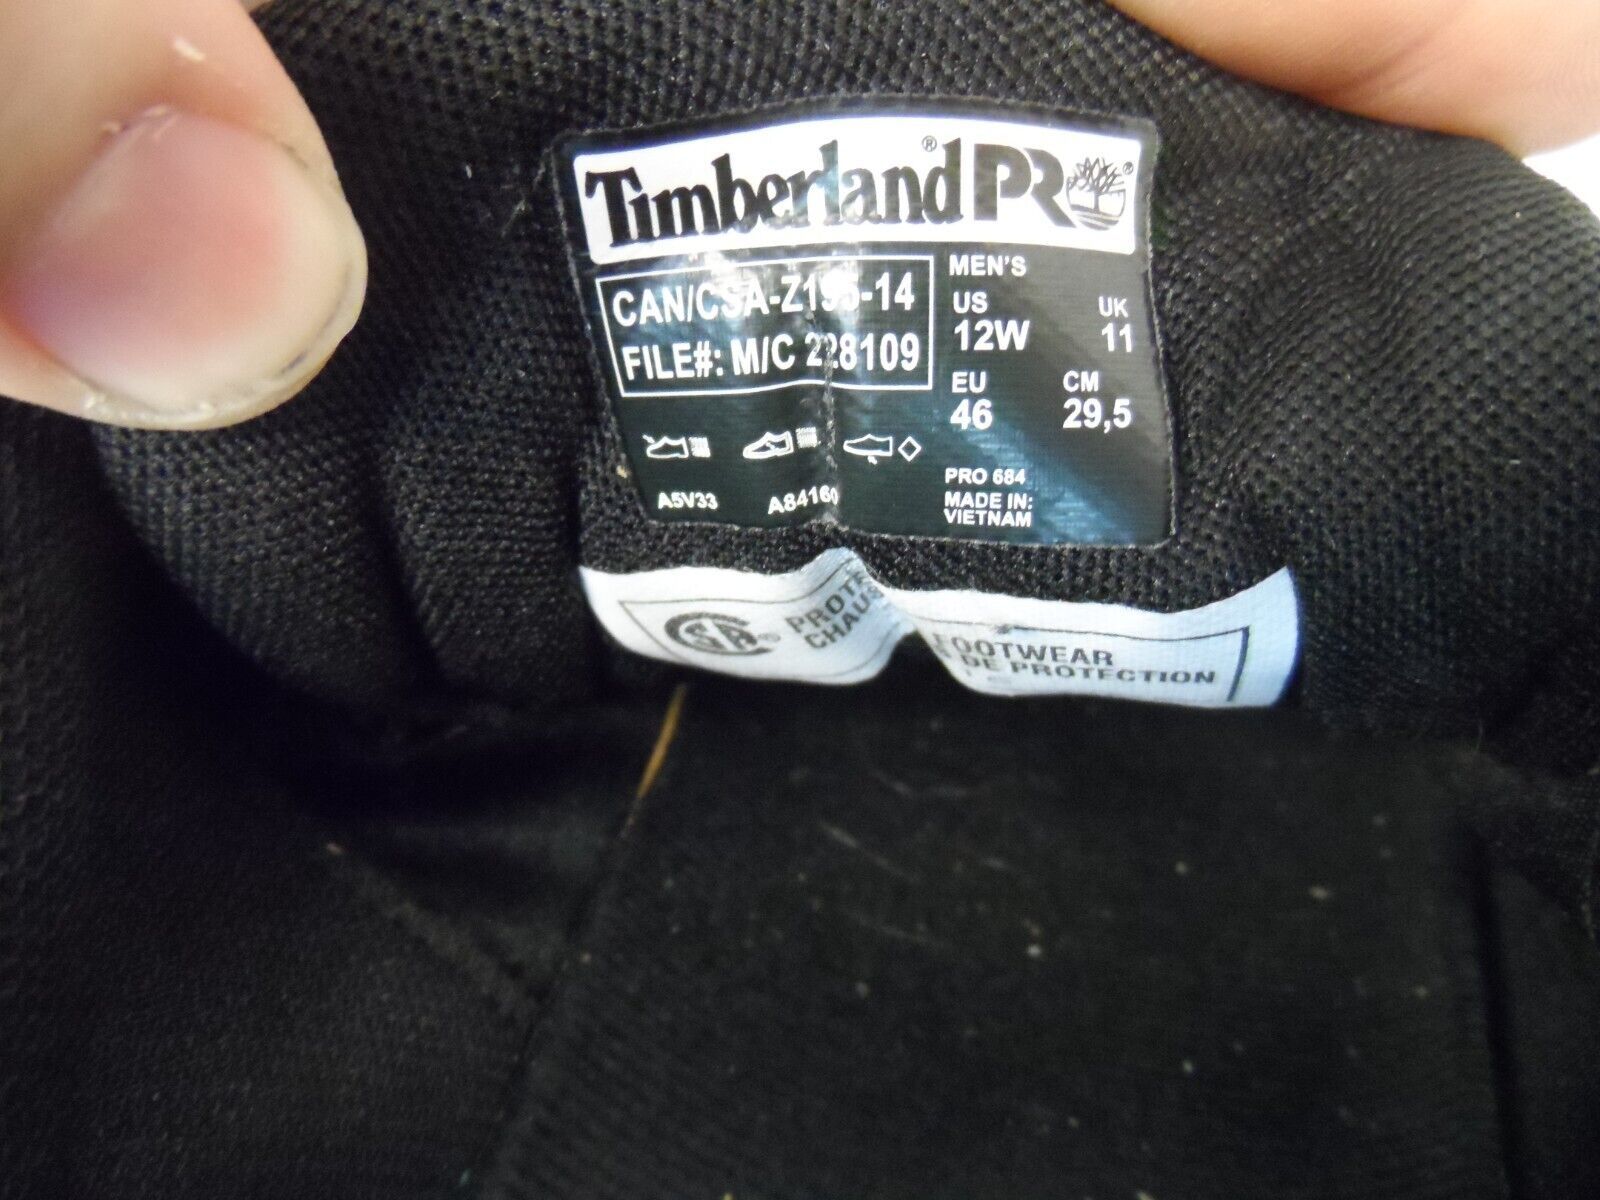 Timberland® PRO®
CAN/CSA-Z195-14
FILE#: M/C 228109
MEN'S
US UK
12W 11
EU CM
46 29,5
PRO 684
MADE IN:
VIETNAM
A5V33 A84160
CSA® FOOTWEAR
DE PROTECTION